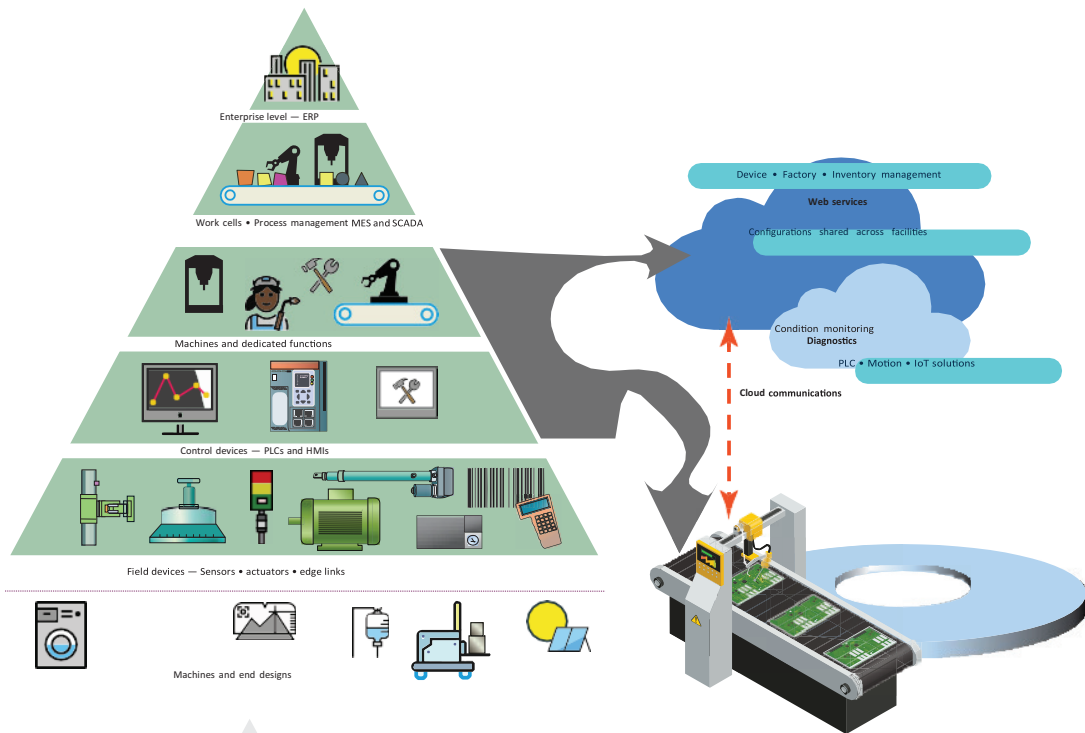 Enterprise level — ERP
Work cells • Process management MES and SCADA
Machines and dedicated functions
Control devices — PLCs and HMIs
Field devices — Sensors • actuators • edge links
Machines and end designs
Device • Factory • Inventory management
Web services
Configurations shared across facilities
Condition monitoring
Diagnostics
PLC • Motion • IoT solutions
Cloud communications